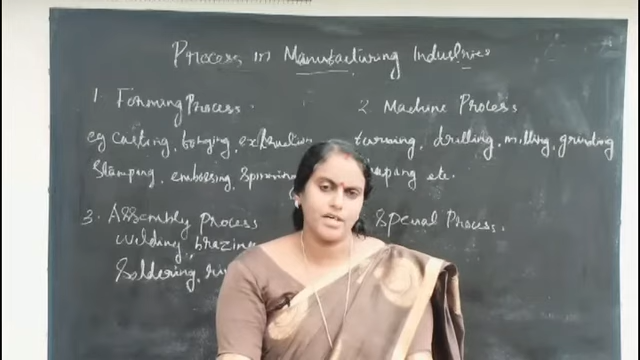 Process in Manufacturing Industries
1. Forming Process.
eg casting, forging, extrusion
Stamping, embossing, spinning
2. Machine Process.
turning, drilling, milling, grinding
etc.
3. Assembly Process
welding, brazing
Soldering,
Special Process.